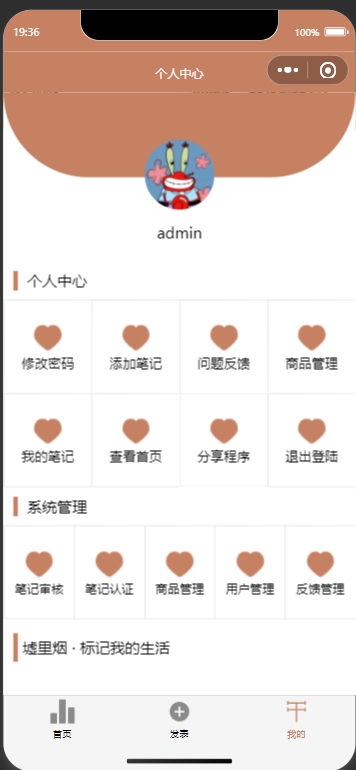 19:36 100%
个人中心
admin
个人中心
修改密码 添加笔记 问题反馈 商品管理
我的笔记 查看首页 分享程序 退出登陆
系统管理
笔记审核 笔记认证 商品管理 用户管理 反馈管理
墟里烟 · 标记我的生活
首页 发表 我的